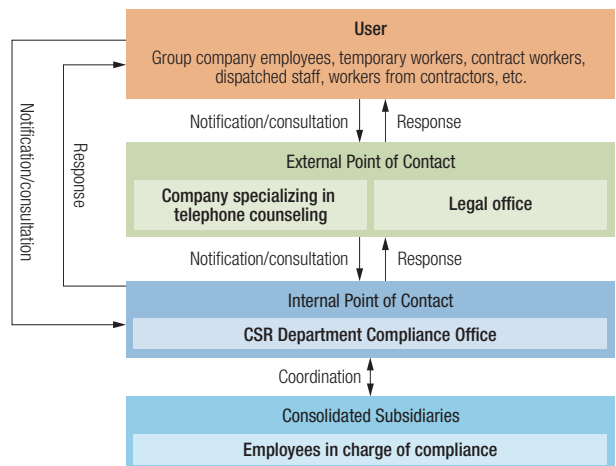 User
Group company employees, temporary workers, contract workers,
dispatched staff, workers from contractors, etc.
Notification/consultation
Response
Notification/consultation
Response
External Point of Contact
Company specializing in
telephone counseling
Legal office
Notification/consultation
Response
Internal Point of Contact
CSR Department Compliance Office
Coordination
Consolidated Subsidiaries
Employees in charge of compliance